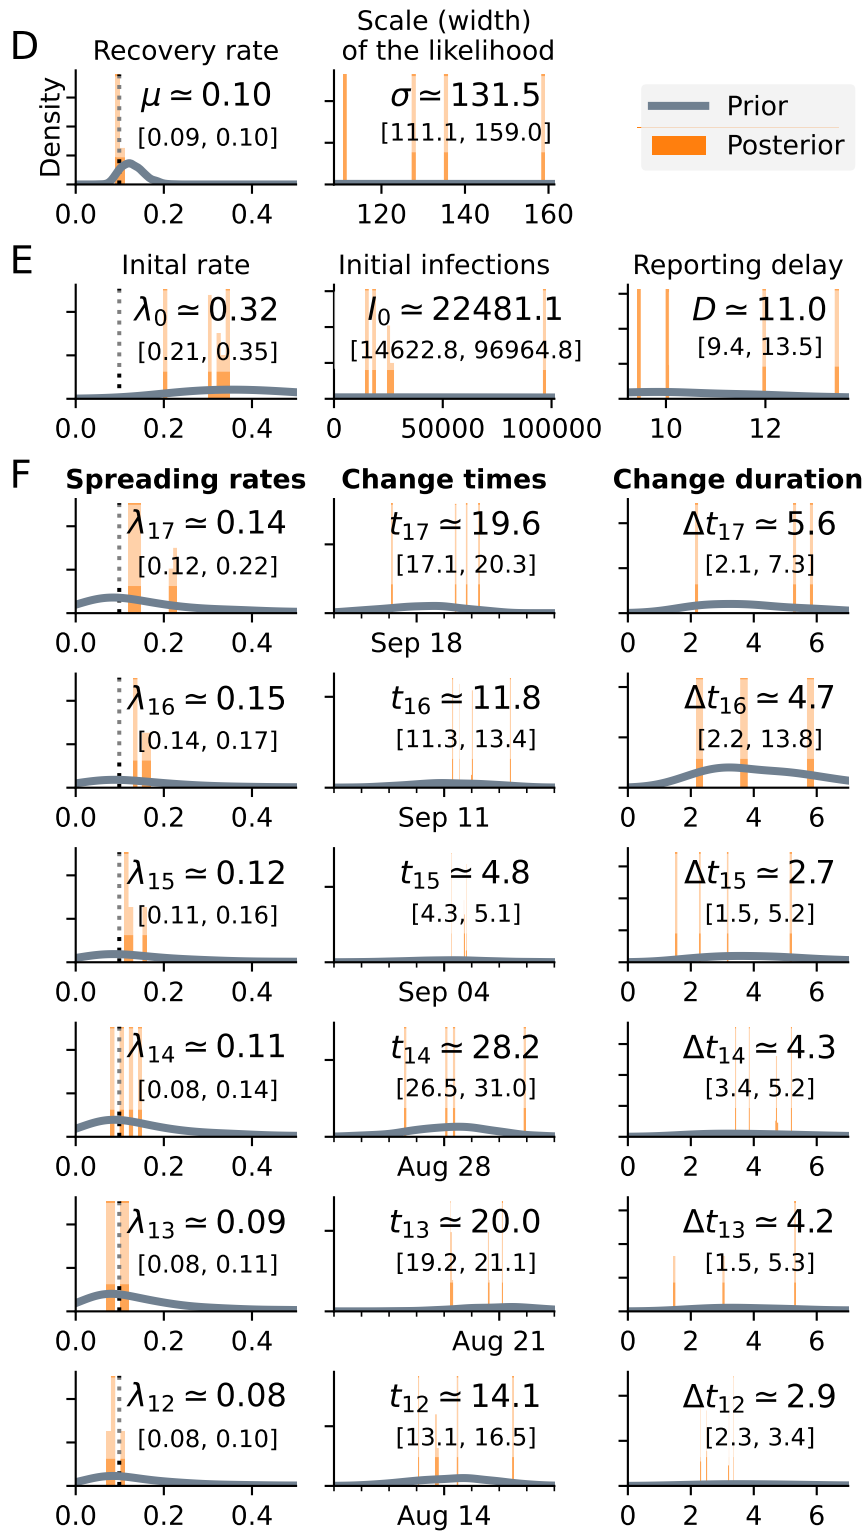 D
Recovery rate
Density
μ ≃ 0.10
[0.09, 0.10]
0.0 0.2 0.4
Scale (width)
of the likelihood
σ ≃ 131.5
[111.1, 159.0]
120 140 160
Prior
Posterior
E
Inital rate
λ0 ≃ 0.32
[0.21, 0.35]
0.0 0.2 0.4
Initial infections
I0 ≃ 22481.1
[14622.8, 96964.8]
0 50000 100000
Reporting delay
D ≃ 11.0
[9.4, 13.5]
10 12
F
Spreading rates Change times Change duration
λ17 ≃ 0.14
[0.12, 0.22]
0.0 0.2 0.4
t17 ≃ 19.6
[17.1, 20.3]
Sep 18
Δt17 ≃ 5.6
[2.1, 7.3]
0 2 4 6
λ16 ≃ 0.15
[0.14, 0.17]
0.0 0.2 0.4
t16 ≃ 11.8
[11.3, 13.4]
Sep 11
Δt16 ≃ 4.7
[2.2, 13.8]
0 2 4 6
λ15 ≃ 0.12
[0.11, 0.16]
0.0 0.2 0.4
t15 ≃ 4.8
[4.3, 5.1]
Sep 04
Δt15 ≃ 2.7
[1.5, 5.2]
0 2 4 6
λ14 ≃ 0.11
[0.08, 0.14]
0.0 0.2 0.4
t14 ≃ 28.2
[26.5, 31.0]
Aug 28
Δt14 ≃ 4.3
[3.4, 5.2]
0 2 4 6
λ13 ≃ 0.09
[0.08, 0.11]
0.0 0.2 0.4
t13 ≃ 20.0
[19.2, 21.1]
Aug 21
Δt13 ≃ 4.2
[1.5, 5.3]
0 2 4 6
λ12 ≃ 0.08
[0.08, 0.10]
0.0 0.2 0.4
t12 ≃ 14.1
[13.1, 16.5]
Aug 14
Δt12 ≃ 2.9
[2.3, 3.4]
0 2 4 6